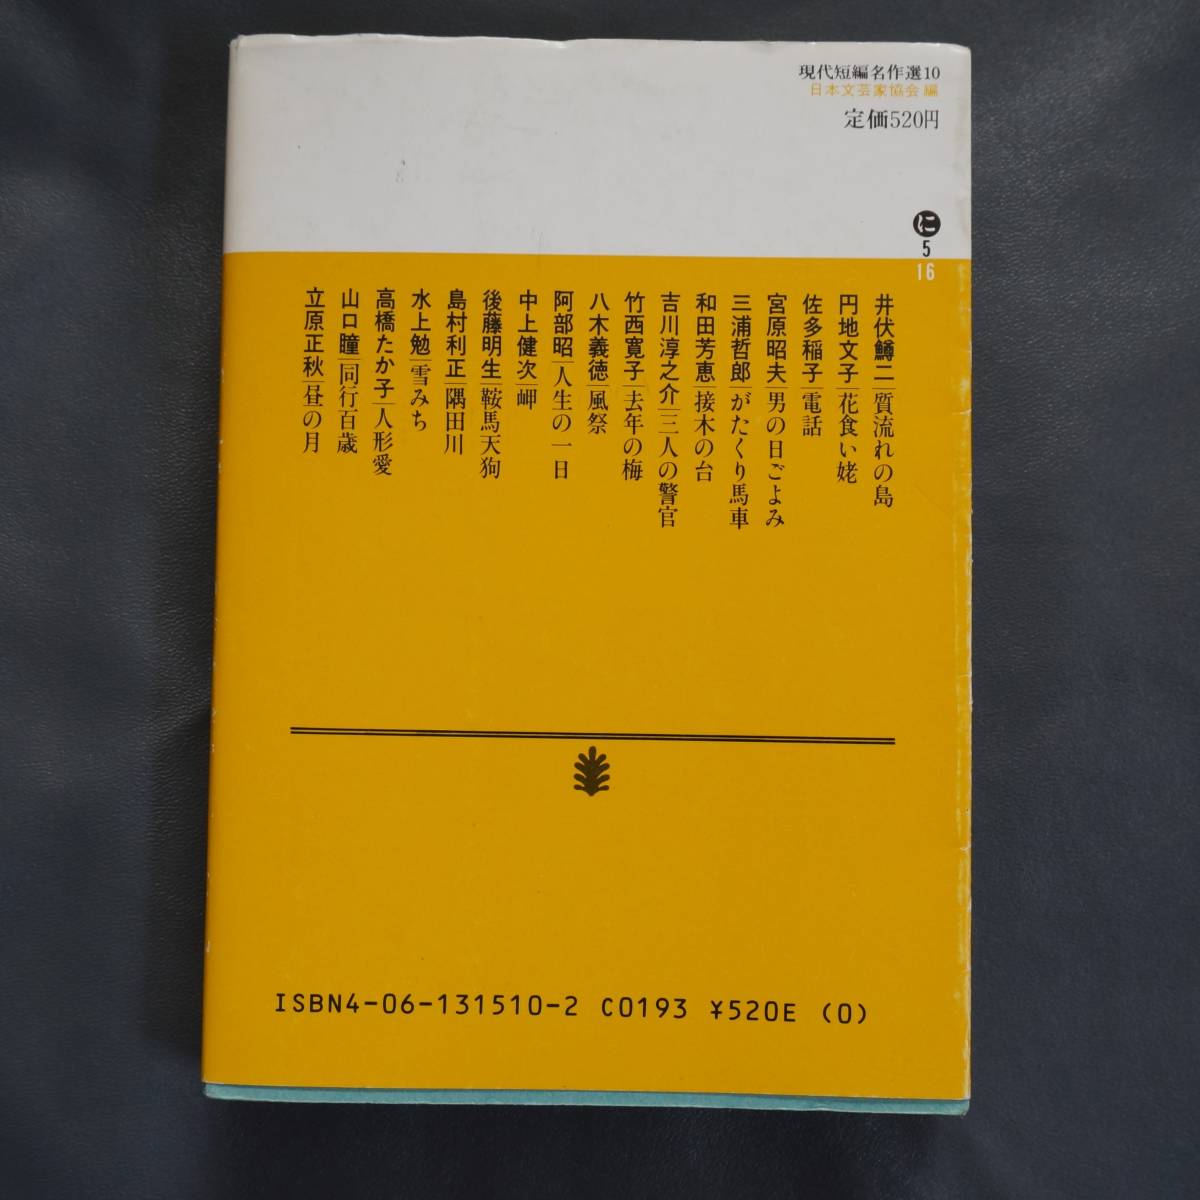 現代短編名作選10
日本文芸家協会編
定価520円
に
5
16
井伏鱒二｜質流れの島
円地文子｜花食い姥
佐多稲子｜電話
宮原昭夫｜男の日ごよみ
三浦哲郎｜がたくり馬車
和田芳恵｜接木の台
吉川淳之介｜三人の警官
竹西寛子｜去年の梅
八木義徳｜風祭
阿部昭｜人生の一日
中上健次｜岬
後藤明生｜鞍馬天狗
島村利正｜隅田川
水上勉｜雪みち
高橋たか子｜人形愛
山口瞳｜同行百歳
立原正秋｜昼の月
ISBN4-06-131510-2 C0193 ¥520E (0)